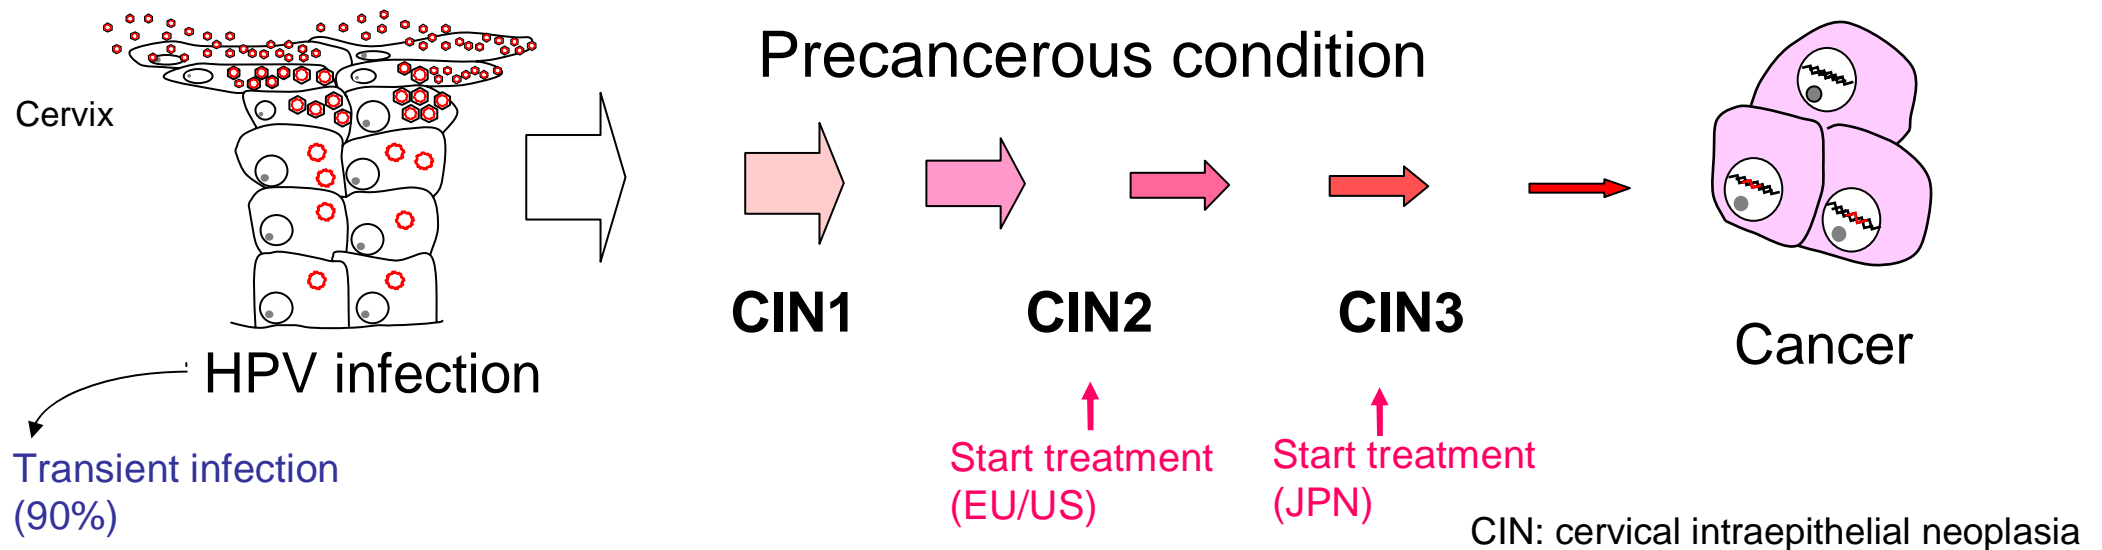 Precancerous condition
Cervix
CIN1
CIN2
CIN3
Cancer
HPV infection
Transient infection
(90%)
Start treatment
(EU/US)
Start treatment
(JPN)
CIN: cervical intraepithelial neoplasia